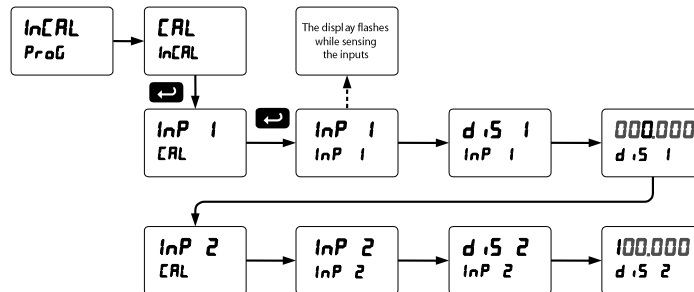 InCAL
ProG
CAL
InCAL
The display flashes
while sensing
the inputs
InP 1
CAL
InP 1
InP 1
diS 1
InP 1
000.000
diS 1
InP 2
CAL
InP 2
InP 2
diS 2
InP 2
100.000
diS 2